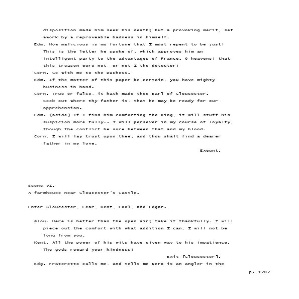 disposition made him seek his death; but a provoking merit, set
awork by a reproveable badness in himself.
Edm. How malicious is my fortune that I must repent to be just!
This is the letter he spoke of, which approves him an
intelligent party to the advantages of France. O heavens! that
this treason were not- or not I the detector!
Corn. Go with me to the Duchess.
Edm. If the matter of this paper be certain, you have mighty
business in hand.
Corn. True or false, it hath made thee Earl of Gloucester.
Seek out where thy father is, that he may be ready for our
apprehension.
Edm. [aside] If I find him comforting the King, it will stuff his
suspicion more fully.- I will persever in my course of loyalty,
though the conflict be sore between that and my blood.
Corn. I will lay trust upon thee, and thou shalt find a dearer
father in my love.
Exeunt.
Scene VI.
A farmhouse near Gloucester's Castle.
Enter Gloucester, Lear, Kent, Fool, and Edgar.
Glou. Here is better than the open air; take it thankfully. I will
piece out the comfort with what addition I can. I will not be
long from you.
Kent. All the power of his wits have given way to his impatience.
The gods reward your kindness!
Exit [Gloucester].
Edg. Frateretto calls me, and tells me Nero is an angler in the